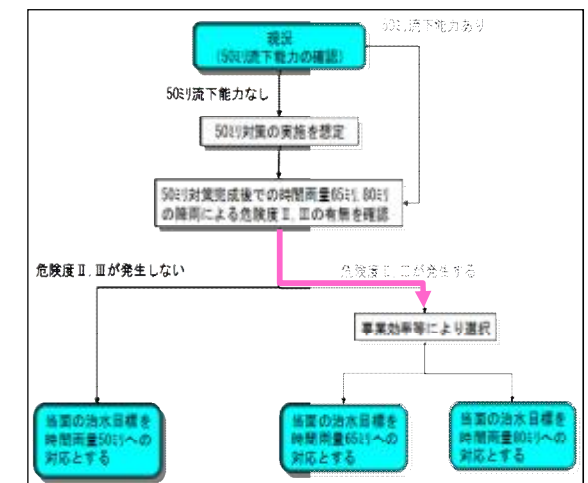 現況
(50ミリ流下能力の確認)
50ミリ流下能力あり
50ミリ流下能力なし
50ミリ対策の実施を想定
50ミリ対策完成後での時間雨量65ミリ,80ミリ
の降雨による危険度Ⅱ,Ⅲの有無を確認
危険度Ⅱ,Ⅲが発生しない
危険度Ⅱ,Ⅲが発生する
事業効率等により選択
当面の治水目標を
時間雨量50ミリへの
対応とする
当面の治水目標を
時間雨量65ミリへの
対応とする
当面の治水目標を
時間雨量80ミリへの
対応とする